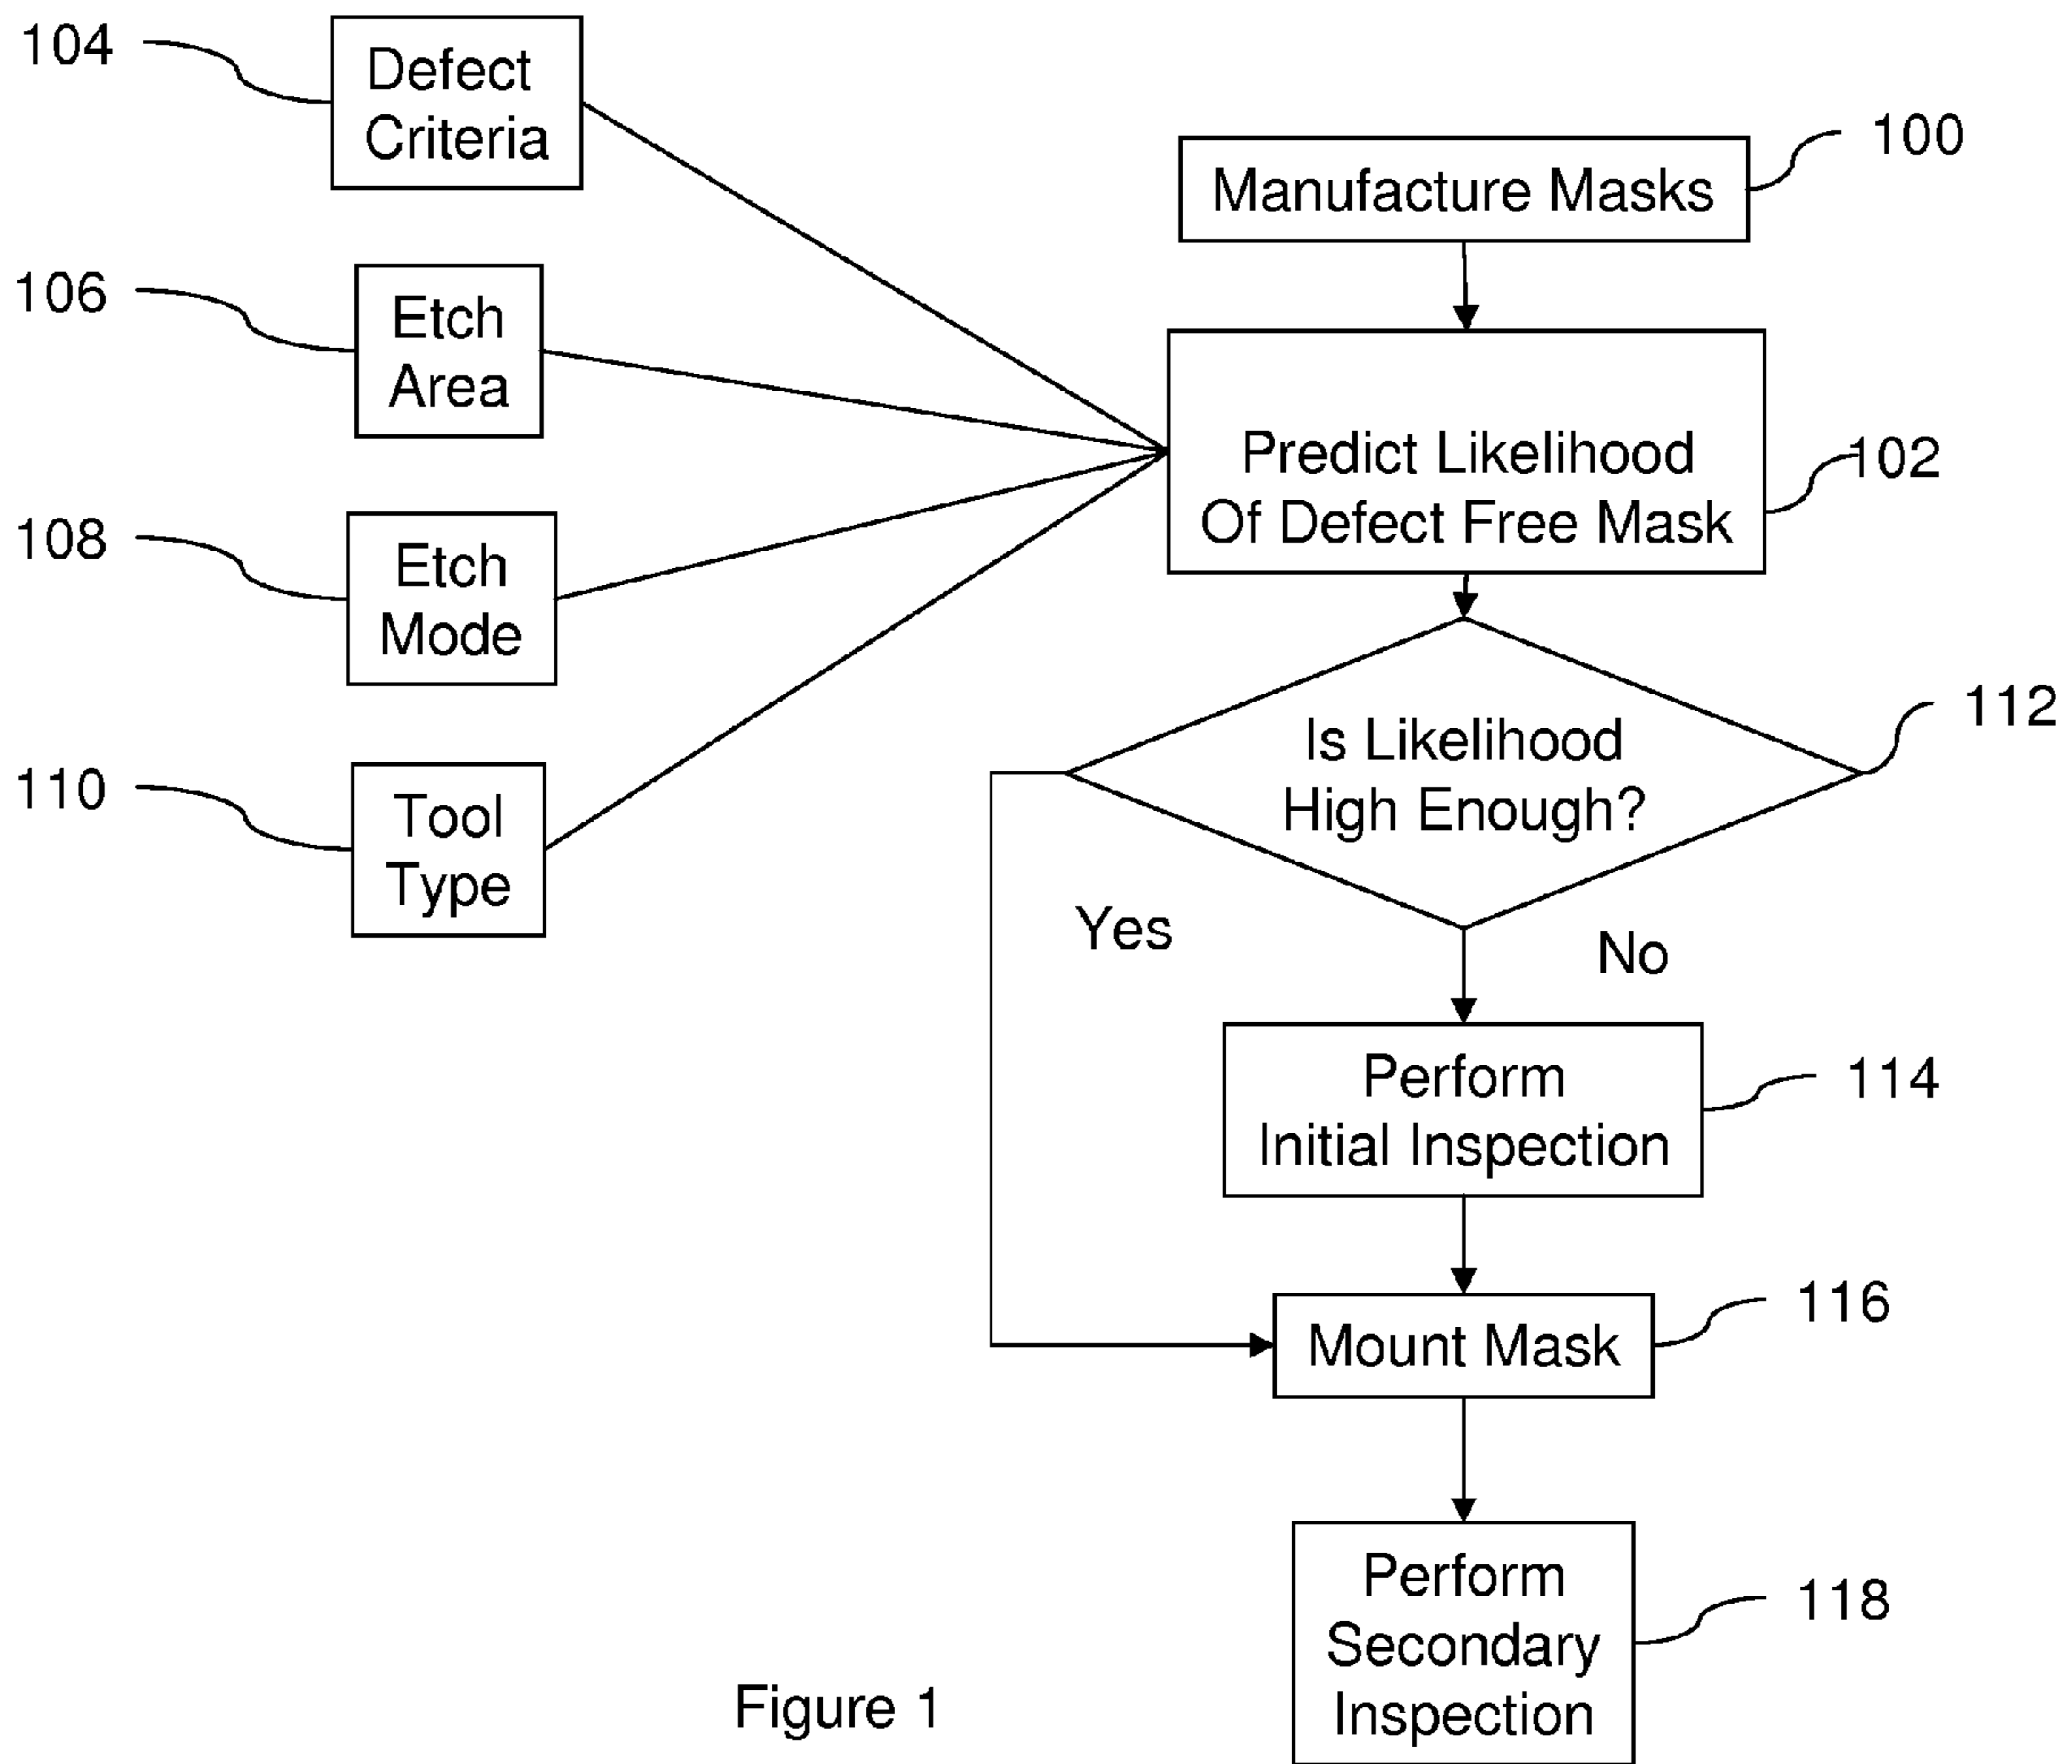 104
Defect
Criteria
100
Manufacture Masks
106
Etch
Area
Predict Likelihood
Of Defect Free Mask
102
108
Etch
Mode
112
Is Likelihood
High Enough?
110
Tool
Type
Yes
No
Perform
Initial Inspection
114
116
Mount Mask
Perform
Secondary
Inspection
118
Figure 1